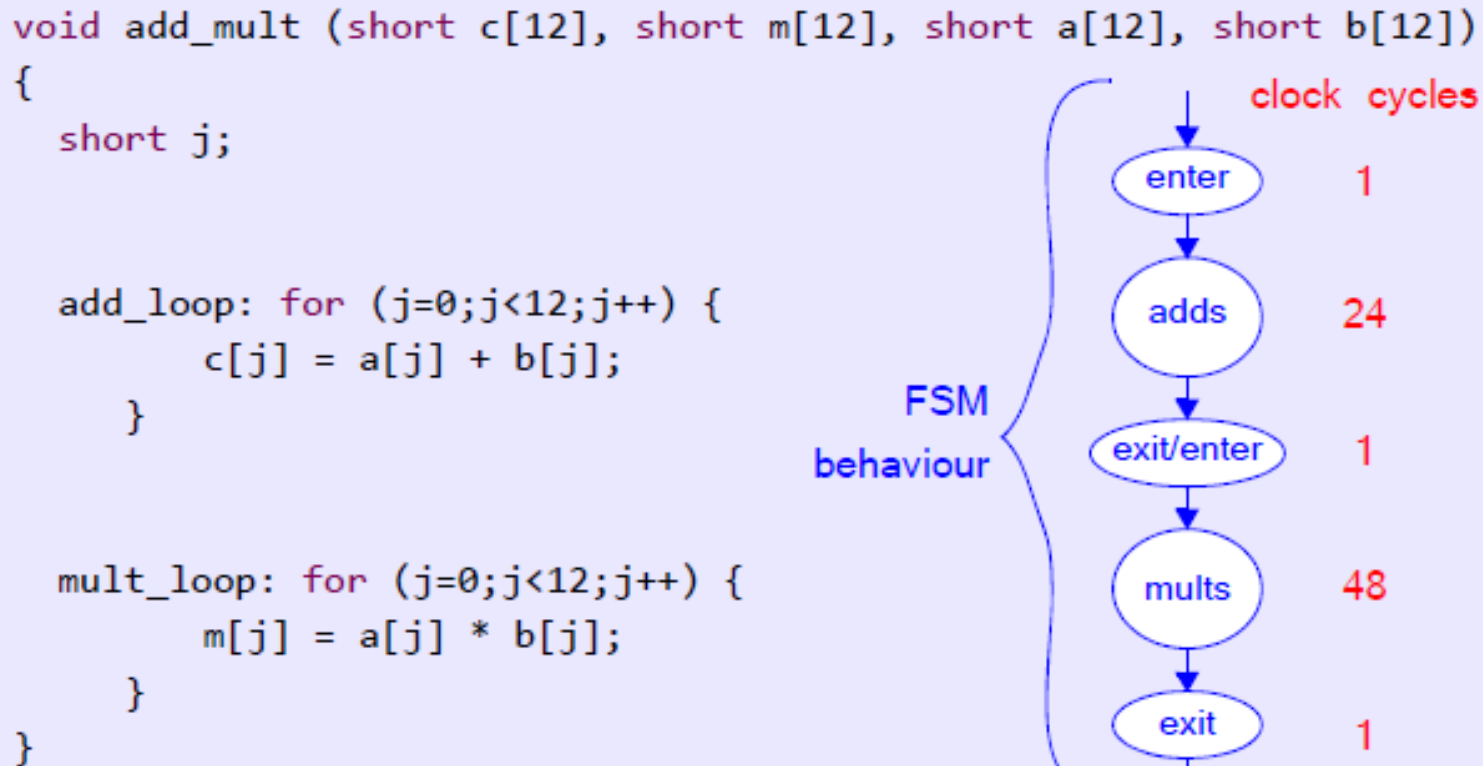 void add_mult (short c[12], short m[12], short a[12], short b[12])
{
clock cycles
short j;
enter 1
add_loop: for (j=0;j<12;j++) {
adds 24
c[j] = a[j] + b[j];
FSM
}
exit/enter 1
behaviour
mult_loop: for (j=0;j<12;j++) {
mults 48
m[j] = a[j] * b[j];
}
exit 1
}